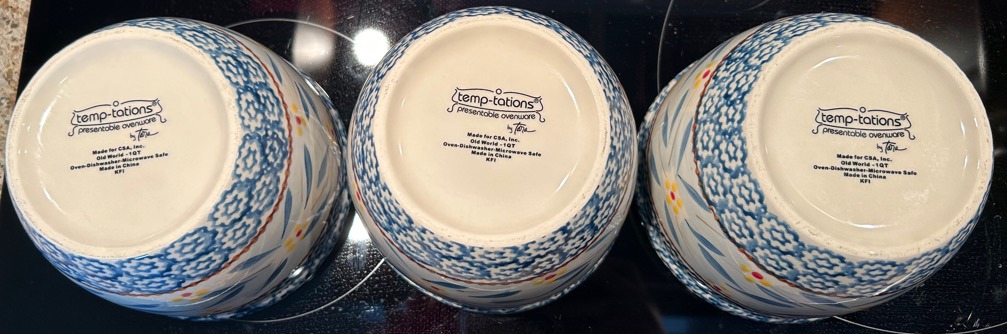 temp-tations®
presentable ovenware
by Tara
Made for CSA, Inc.
Old World - 1QT
Oven-Dishwasher-Microwave Safe
Made in China
KFI
temp-tations®
presentable ovenware
by Tara
Made for CSA, Inc.
Old World - 1QT
Oven-Dishwasher-Microwave Safe
Made in China
KFI
temp-tations®
presentable ovenware
by Tara
Made for CSA, Inc.
Old World - 1QT
Oven-Dishwasher-Microwave Safe
Made in China
KFI